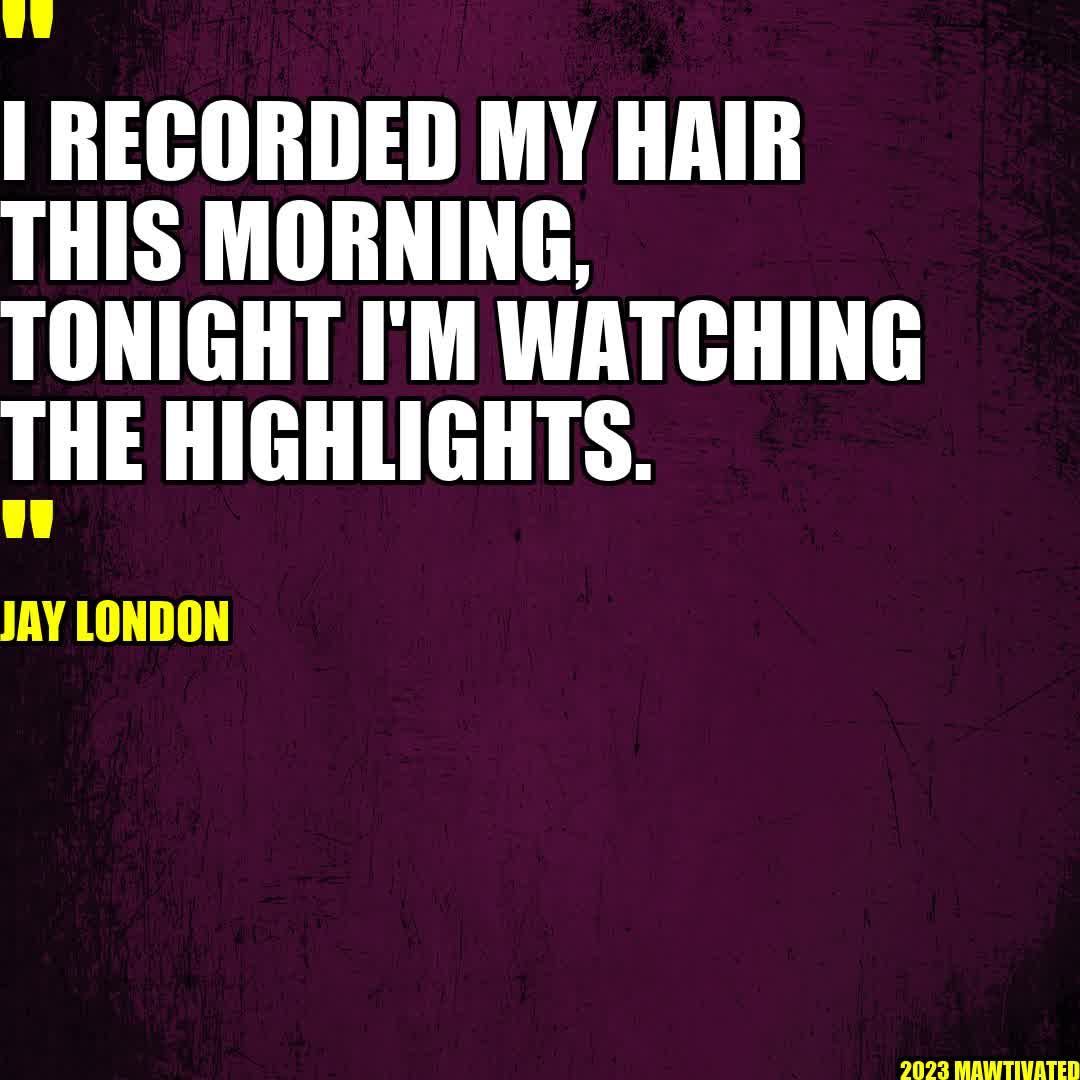 "
I RECORDED MY HAIR
THIS MORNING,
TONIGHT I'M WATCHING
THE HIGHLIGHTS.
"
JAY LONDON
2023 MAWTIVATED